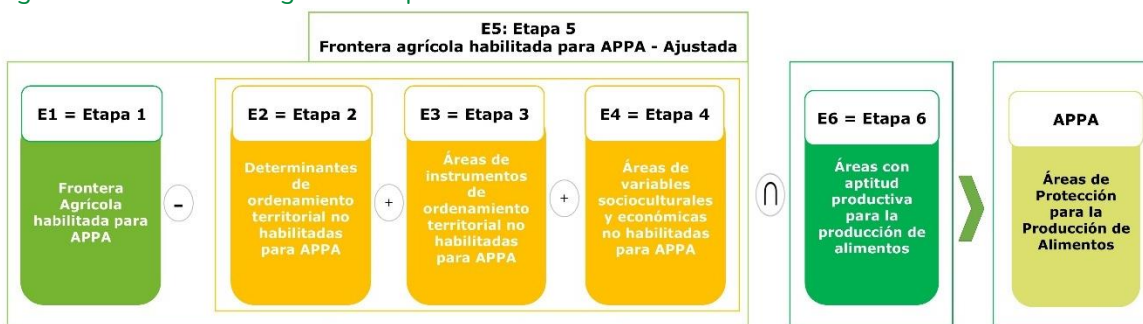 E5: Etapa 5
Frontera agrícola habilitada para APPA - Ajustada
E1 = Etapa 1
Frontera
Agrícola
habilitada para
APPA
-
E2 = Etapa 2
Determinantes
de
ordenamiento
territorial no
habilitadas
para APPA
+
E3 = Etapa 3
Áreas de
instrumentos
de
ordenamiento
territorial no
habilitadas
para APPA
+
E4 = Etapa 4
Áreas de
variables
socioculturales
y económicas
no habilitadas
para APPA
∩
E6 = Etapa 6
Áreas con
aptitud
productiva
para la
producción de
alimentos
APPA
Áreas de
Protección
para la
Producción de
Alimentos